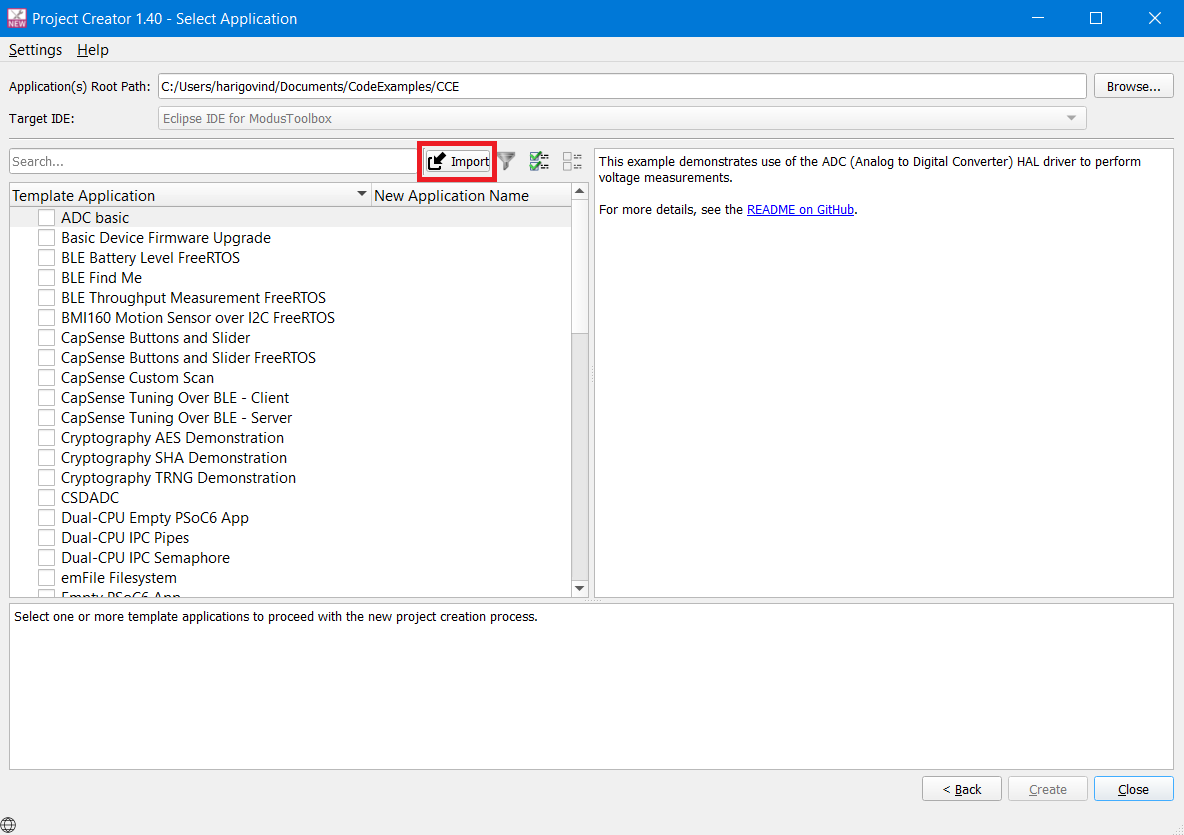 NEW Project Creator 1.40 - Select Application
Settings Help
Application(s) Root Path: C:/Users/harigovind/Documents/CodeExamples/CCE Browse...
Target IDE: Eclipse IDE for ModusToolbox
Search... Import
Template Application New Application Name
ADC basic
Basic Device Firmware Upgrade
BLE Battery Level FreeRTOS
BLE Find Me
BLE Throughput Measurement FreeRTOS
BMI160 Motion Sensor over I2C FreeRTOS
CapSense Buttons and Slider
CapSense Buttons and Slider FreeRTOS
CapSense Custom Scan
CapSense Tuning Over BLE - Client
CapSense Tuning Over BLE - Server
Cryptography AES Demonstration
Cryptography SHA Demonstration
Cryptography TRNG Demonstration
CSDADC
Dual-CPU Empty PSoC6 App
Dual-CPU IPC Pipes
Dual-CPU IPC Semaphore
emFile Filesystem
Empty PSoC6 App
This example demonstrates use of the ADC (Analog to Digital Converter) HAL driver to perform
voltage measurements.
For more details, see the README on GitHub.
Select one or more template applications to proceed with the new project creation process.
< Back Create Close